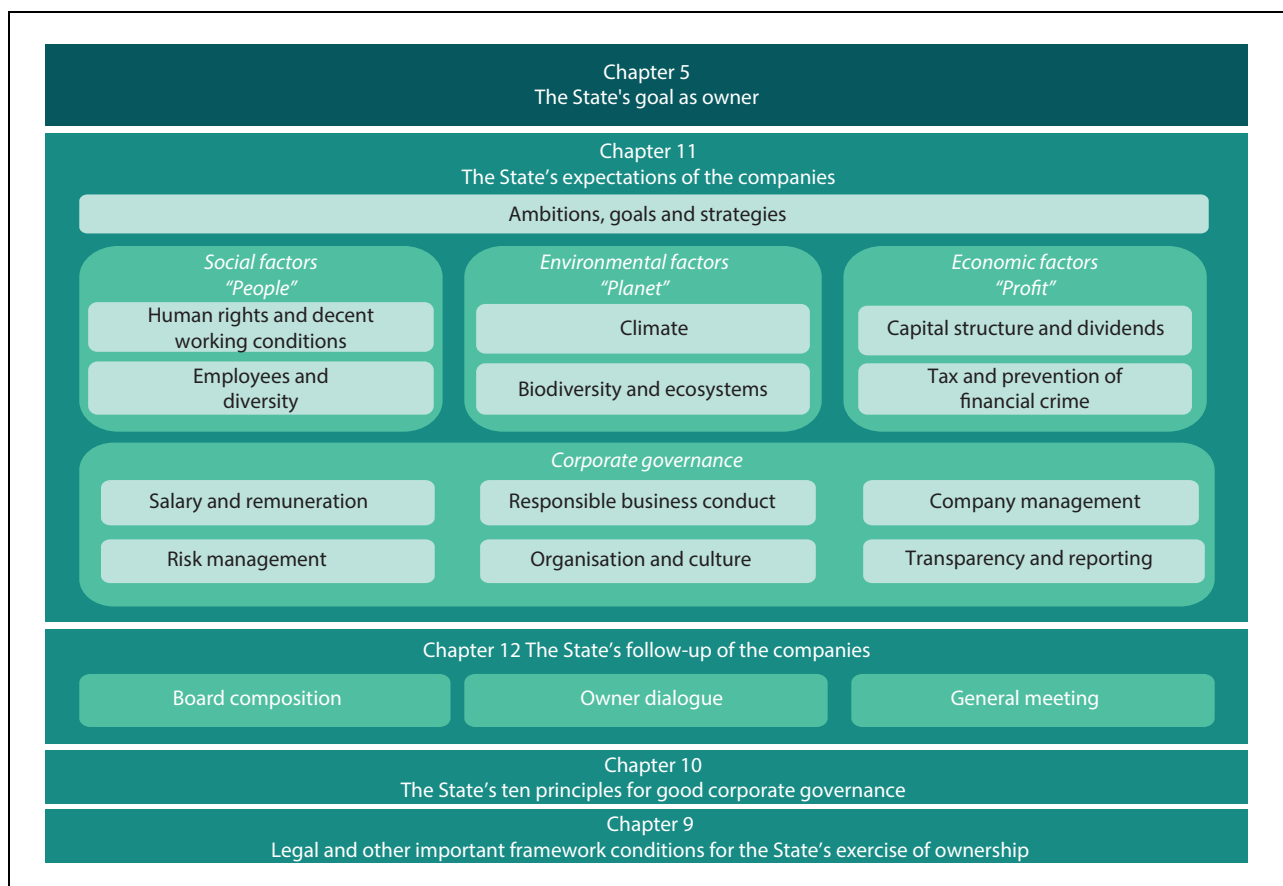 Chapter 5
The State's goal as owner
Chapter 11
The State’s expectations of the companies
Ambitions, goals and strategies
Social factors
“People”
Human rights and decent
working conditions
Employees and
diversity
Environmental factors
“Planet”
Climate
Biodiversity and ecosystems
Economic factors
“Profit”
Capital structure and dividends
Tax and prevention of
financial crime
Corporate governance
Salary and remuneration
Responsible business conduct
Company management
Risk management
Organisation and culture
Transparency and reporting
Chapter 12 The State’s follow-up of the companies
Board composition
Owner dialogue
General meeting
Chapter 10
The State’s ten principles for good corporate governance
Chapter 9
Legal and other important framework conditions for the State’s exercise of ownership